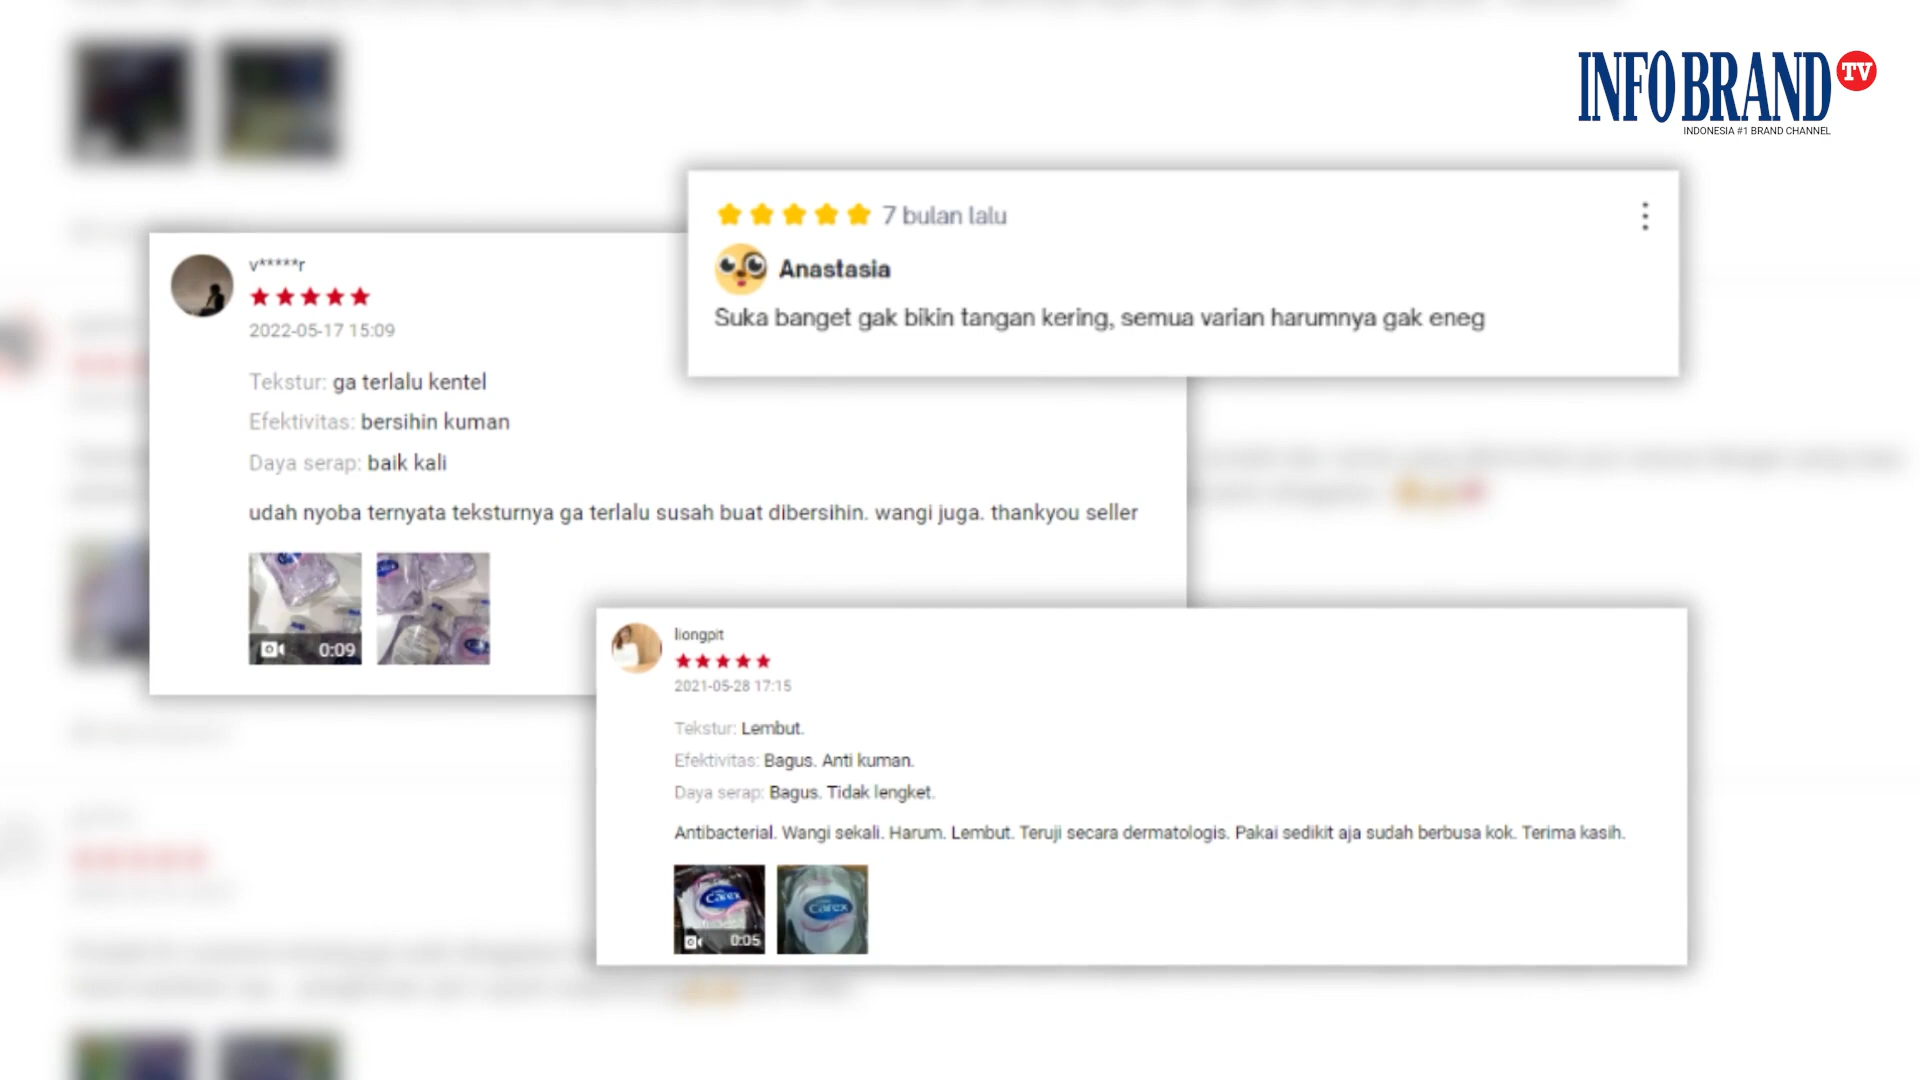 INFOBRAND TV
INDONESIA #1 BRAND CHANNEL
7 bulan lalu
Anastasia
Suka banget gak bikin tangan kering, semua varian harumnya gak eneg
v*****r
2022-05-17 15:09
Tekstur: ga terlalu kentel
Efektivitas: bersihin kuman
Daya serap: baik kali
udah nyoba ternyata teksturnya ga terlalu susah buat dibersihin. wangi juga. thankyou seller
0:09
liongpit
2021-05-28 17:15
Tekstur: Lembut.
Efektivitas: Bagus. Anti kuman.
Daya serap: Bagus. Tidak lengket.
Antibacterial. Wangi sekali. Harum. Lembut. Teruji secara dermatologis. Pakai sedikit aja sudah berbusa kok. Terima kasih.
Carex
0:05
Carex